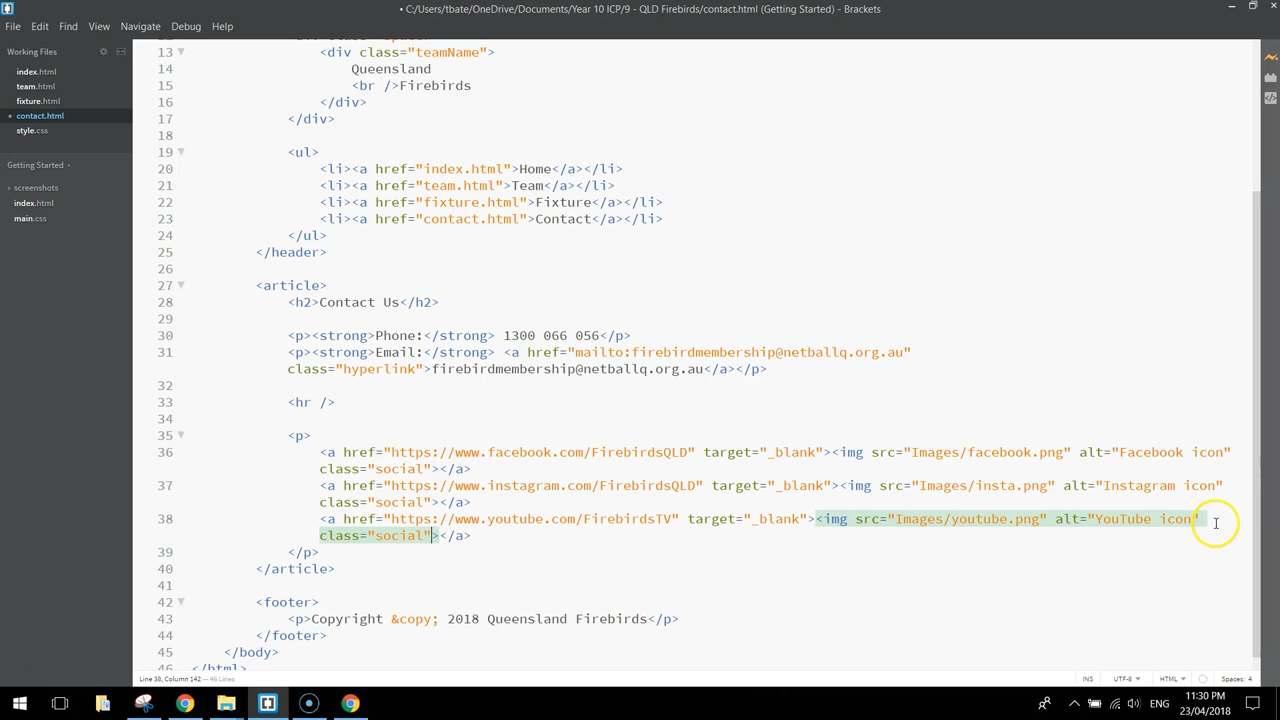 • C:/Users/tbate/OneDrive/Documents/Year 10 ICP/9 - QLD Firebirds/contact.html (Getting Started) - Brackets
File Edit Find View Navigate Debug Help
Working Files
index.html
team.html
fixture.html
• contact.html
style.css
Getting Started
screenshots
index.html
main.css
13 <div class="teamName">
14 Queensland
15 <br />Firebirds
16 </div>
17 </div>
18
19 <ul>
20 <li><a href="index.html">Home</a></li>
21 <li><a href="team.html">Team</a></li>
22 <li><a href="fixture.html">Fixture</a></li>
23 <li><a href="contact.html">Contact</a></li>
24 </ul>
25 </header>
26
27 <article>
28 <h2>Contact Us</h2>
29
30 <p><strong>Phone:</strong> 1300 066 056</p>
31 <p><strong>Email:</strong> <a href="mailto:firebirdmembership@netballq.org.au"
class="hyperlink">firebirdmembership@netballq.org.au</a></p>
32
33 <hr />
34
35 <p>
36 <a href="https://www.facebook.com/FirebirdsQLD" target="_blank"><img src="Images/facebook.png" alt="Facebook icon"
class="social"></a>
37 <a href="https://www.instagram.com/FirebirdsQLD" target="_blank"><img src="Images/insta.png" alt="Instagram icon"
class="social"></a>
38 <a href="https://www.youtube.com/FirebirdsTV" target="_blank"><img src="Images/youtube.png" alt="YouTube icon"
class="social"></a>
39 </p>
40 </article>
41
42 <footer>
43 <p>Copyright &copy; 2018 Queensland Firebirds</p>
44 </footer>
45 </body>
46 </html>
Line 38, Column 142 — 46 Lines
INS UTF-8 HTML Spaces: 4
ENG
11:30 PM
23/04/2018